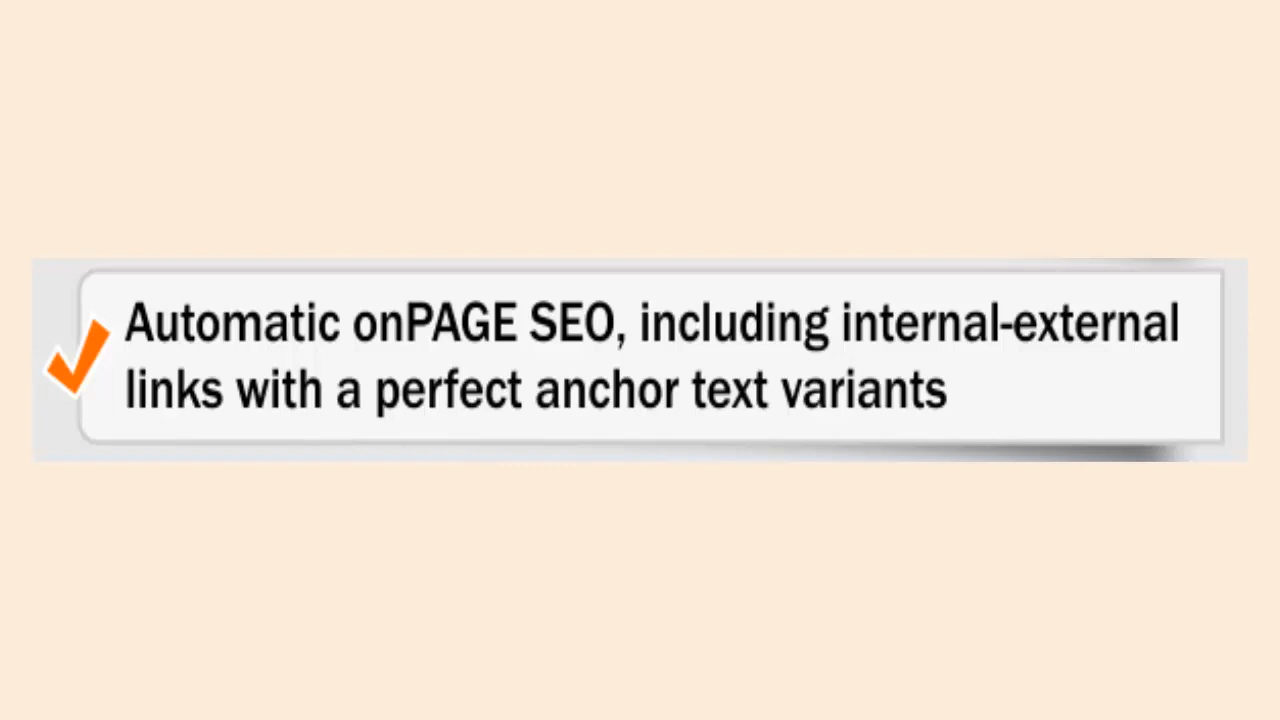 Automatic onPAGE SEO, including internal-external
links with a perfect anchor text variants